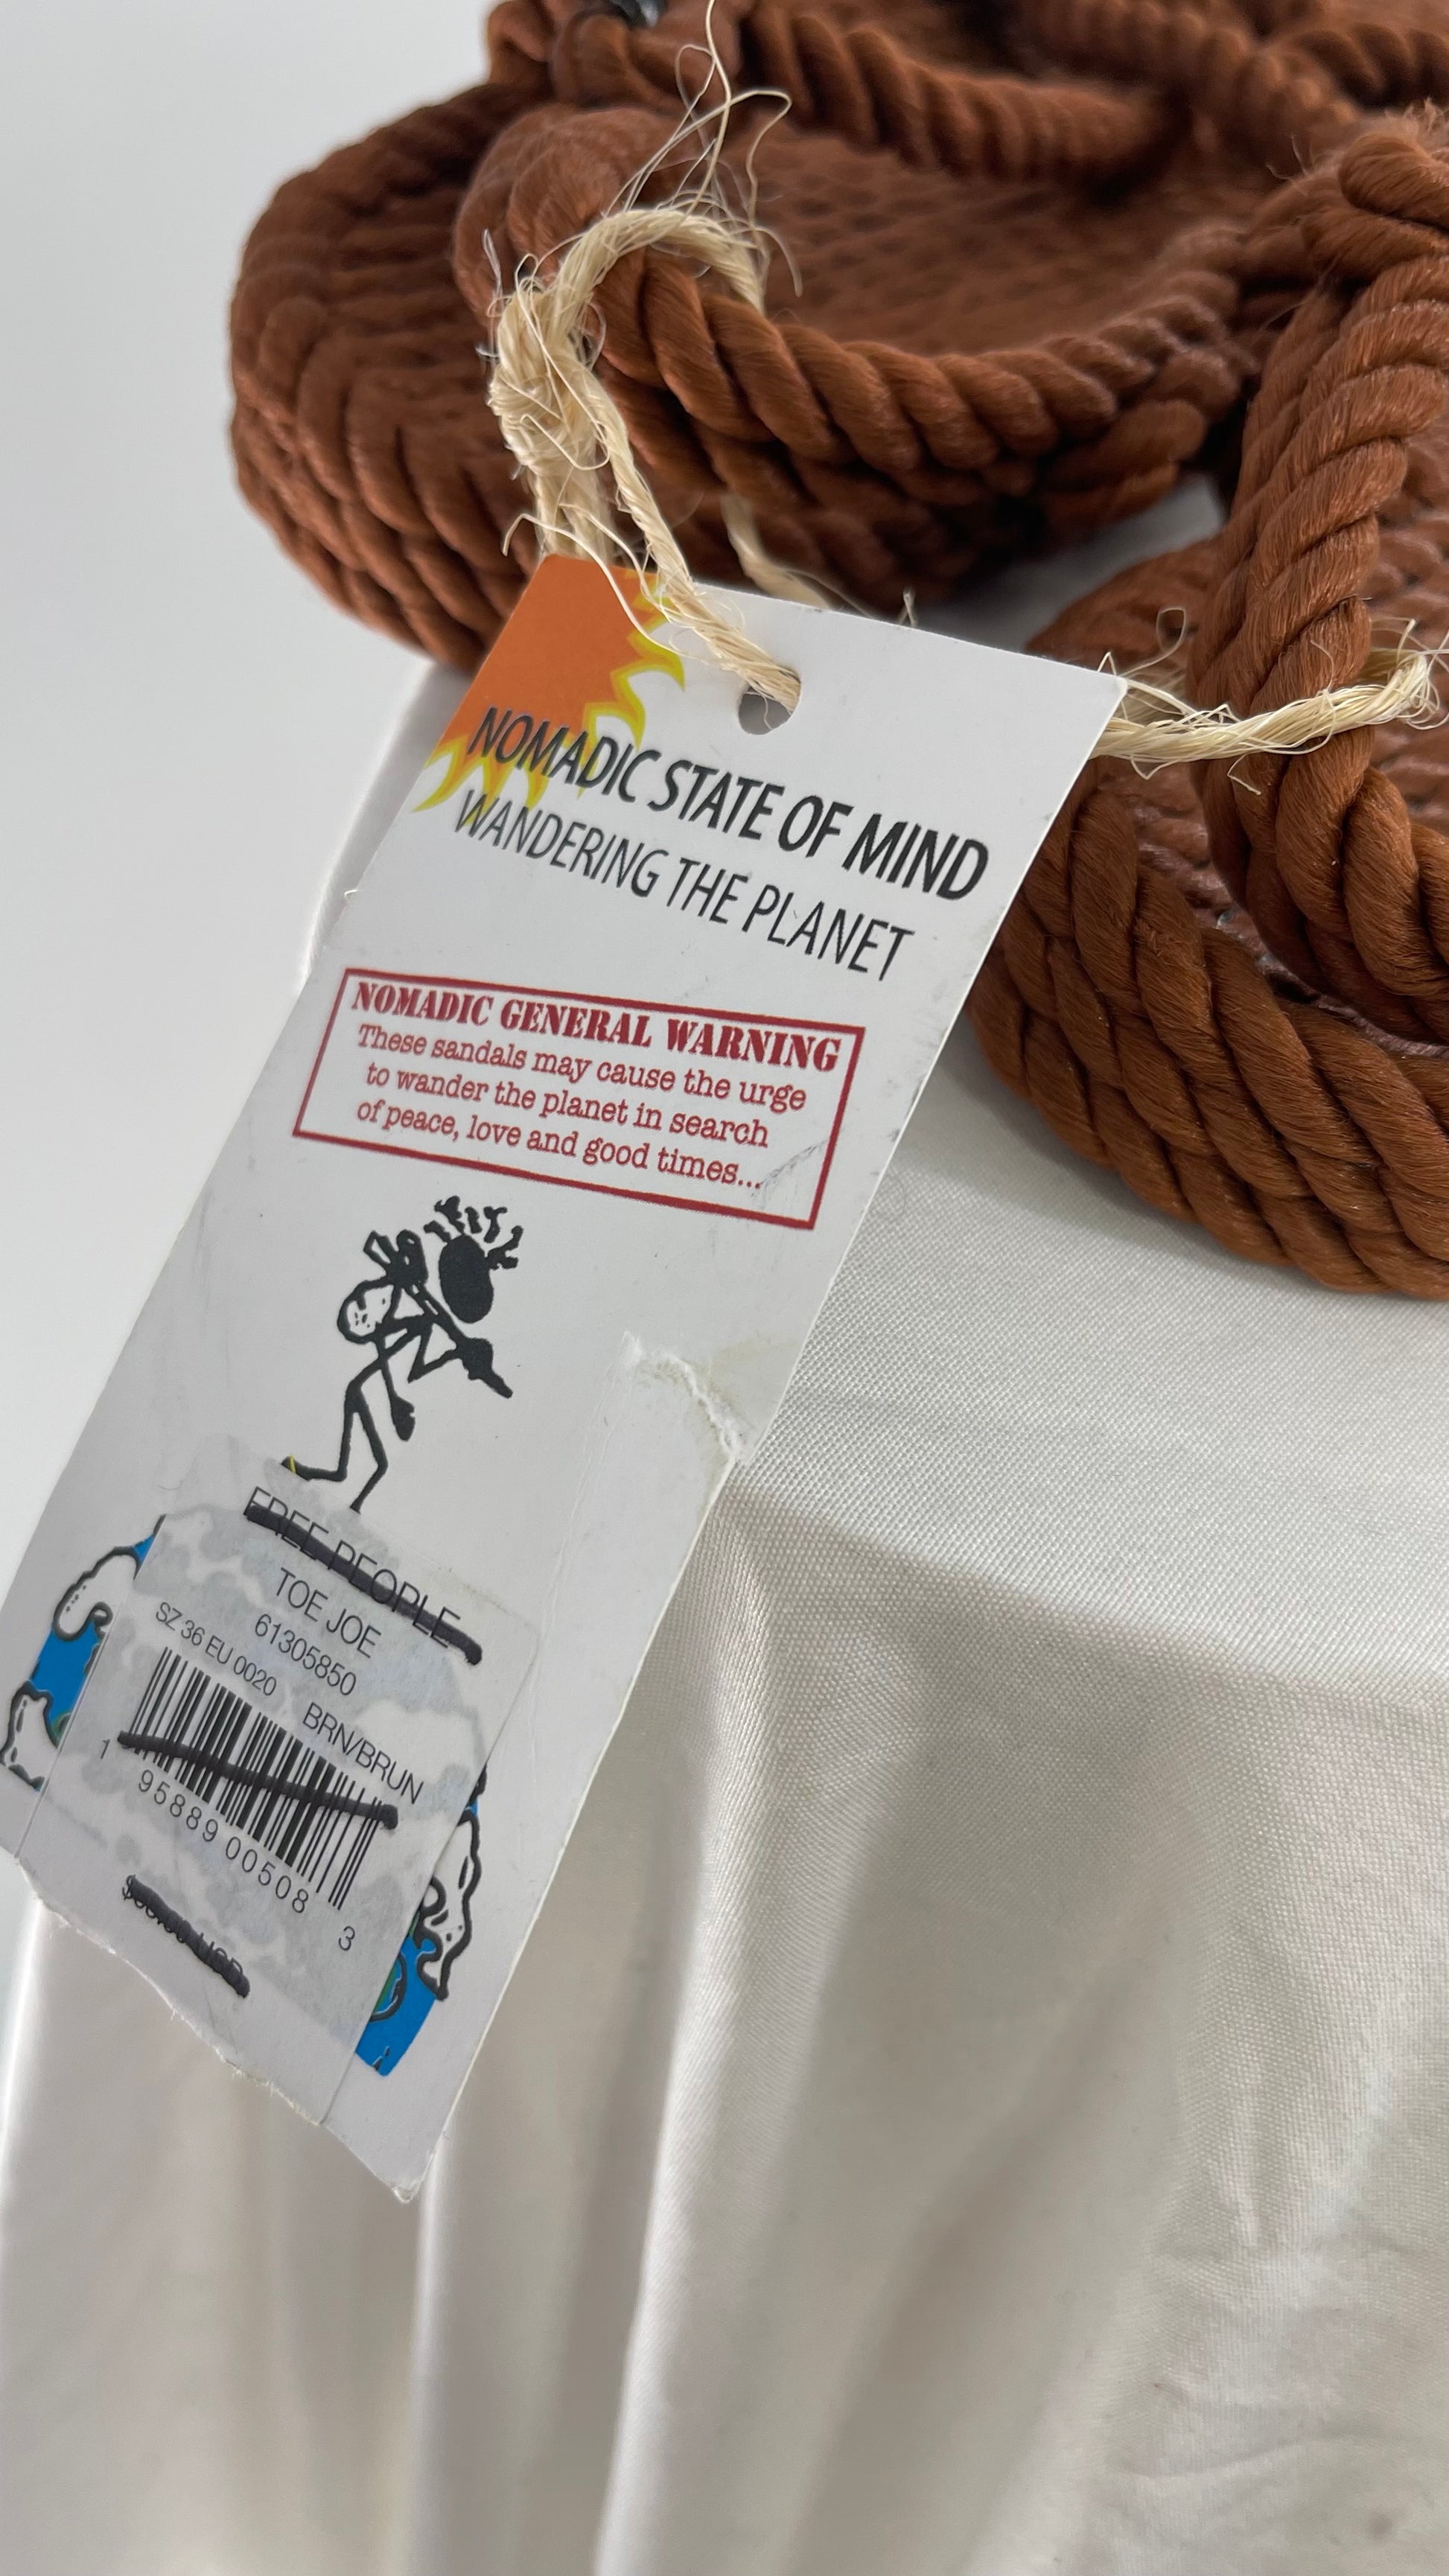 NOMADIC STATE OF MIND
WANDERING THE PLANET
NOMADIC GENERAL WARNING
These sandals may cause the urge
to wander the planet in search
of peace, love and good times...
FREE PEOPLE
TOE JOE
61305850
SZ 36 EU 0020 BRN/BRUN
1 95889 00508 3
USD